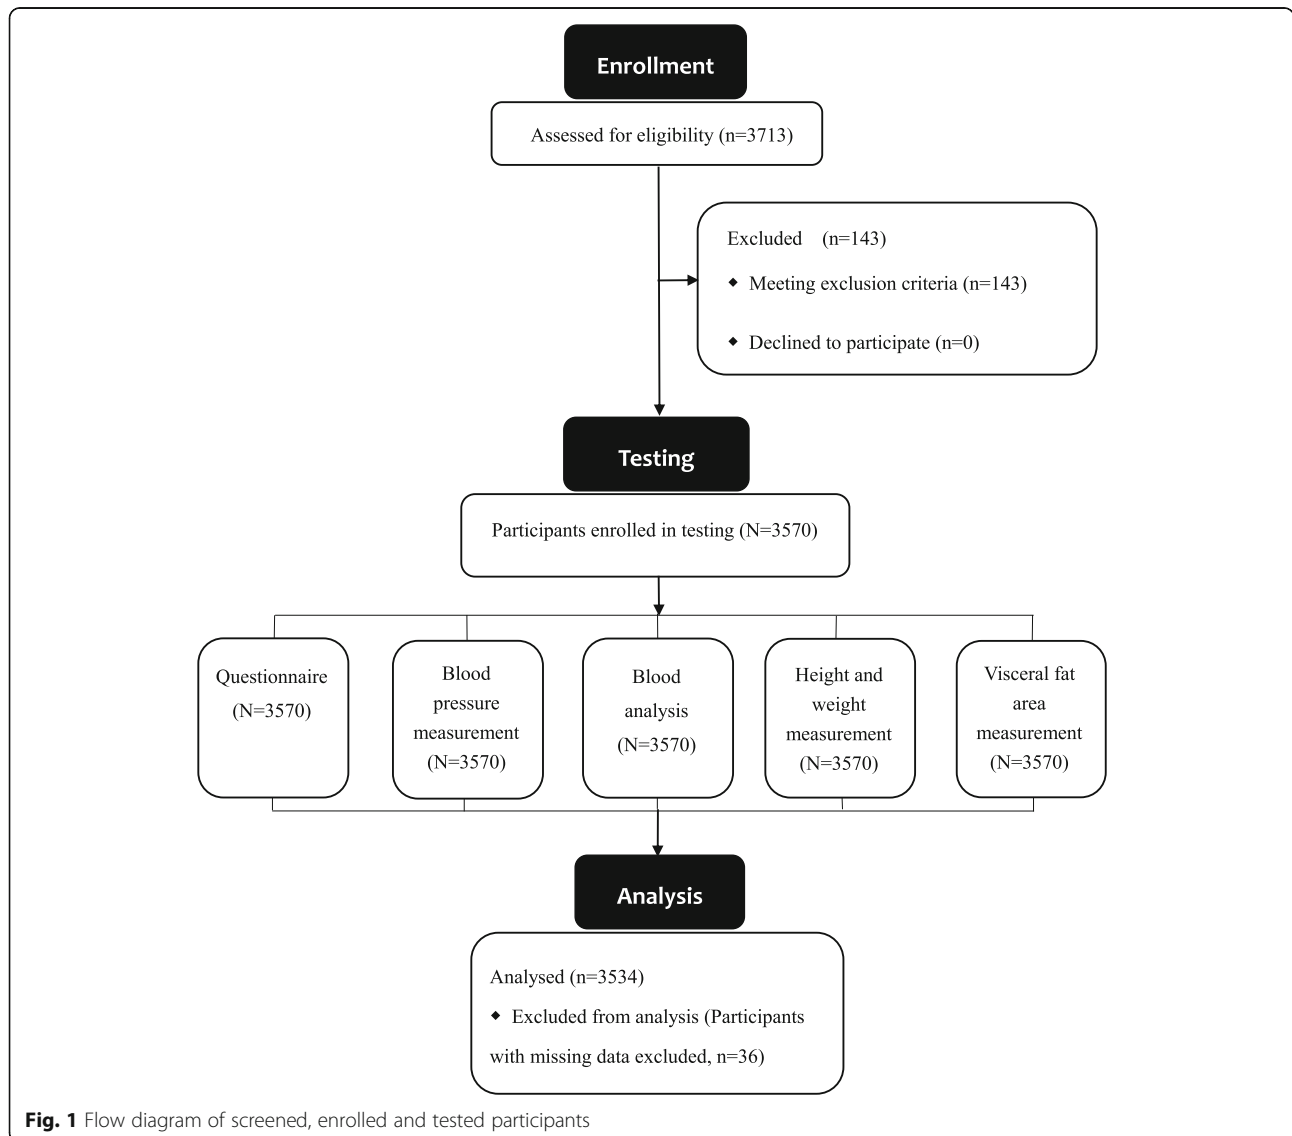 Enrollment
Assessed for eligibility (n=3713)
Excluded (n=143)
◆ Meeting exclusion criteria (n=143)
◆ Declined to participate (n=0)
Testing
Participants enrolled in testing (N=3570)
Questionnaire
(N=3570)
Blood
pressure
measurement
(N=3570)
Blood
analysis
(N=3570)
Height and
weight
measurement
(N=3570)
Visceral fat
area
measurement
(N=3570)
Analysis
Analysed (n=3534)
◆ Excluded from analysis (Participants
with missing data excluded, n=36)
Fig. 1 Flow diagram of screened, enrolled and tested participants